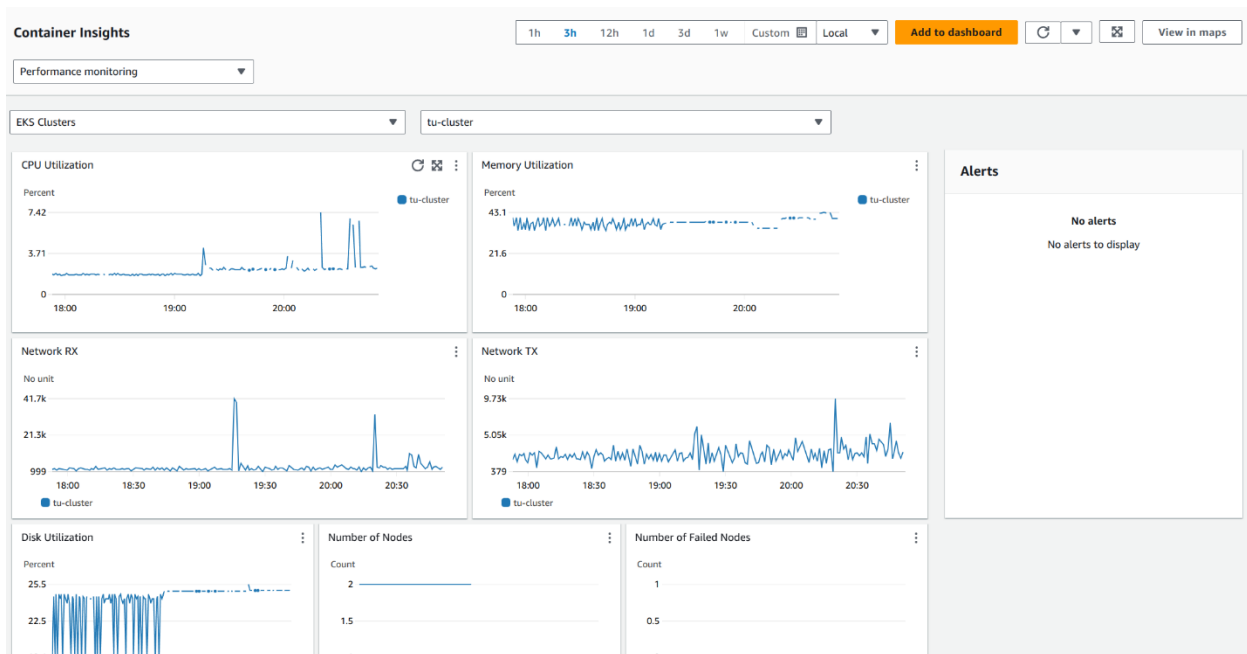 Container Insights
1h 3h 12h 1d 3d 1w Custom Local Add to dashboard View in maps
Performance monitoring
EKS Clusters tu-cluster
CPU Utilization
Percent
tu-cluster
7.42
3.71
0
18:00 19:00 20:00
Memory Utilization
Percent
tu-cluster
43.1
21.6
0
18:00 19:00 20:00
Alerts
No alerts
No alerts to display
Network RX
No unit
41.7k
21.3k
999
18:00 18:30 19:00 19:30 20:00 20:30
tu-cluster
Network TX
No unit
9.73k
5.05k
379
18:00 18:30 19:00 19:30 20:00 20:30
tu-cluster
Disk Utilization
Percent
25.5
22.5
Number of Nodes
Count
2
1.5
Number of Failed Nodes
Count
1
0.5